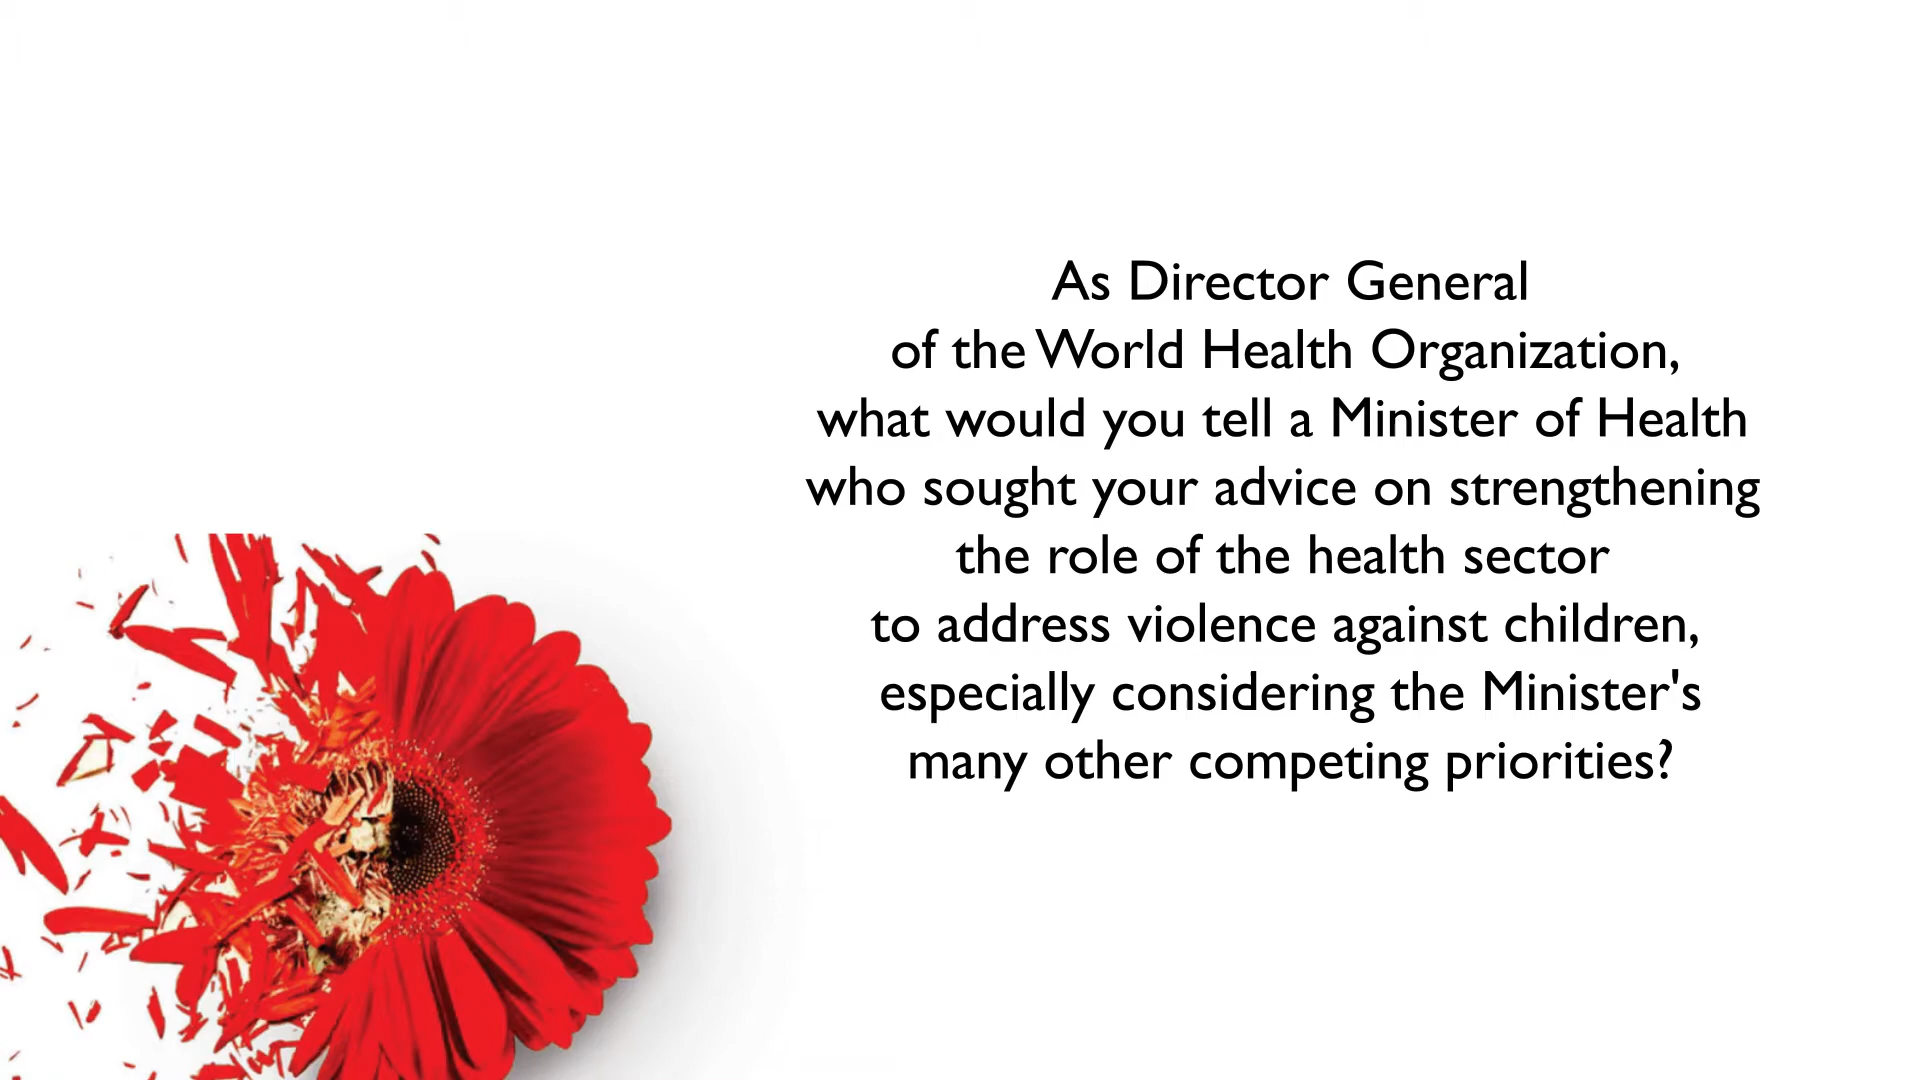 As Director General
of the World Health Organization,
what would you tell a Minister of Health
who sought your advice on strengthening
the role of the health sector
to address violence against children,
especially considering the Minister's
many other competing priorities?